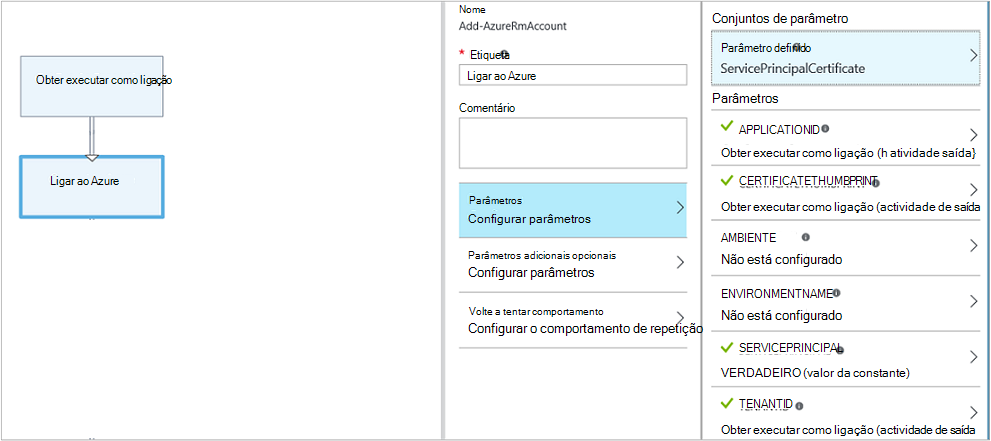 Obter executar como ligação
Ligar ao Azure
Nome
Add-AzureRmAccount
* Etiqueta
Ligar ao Azure
Comentário
Parâmetros
Configurar parâmetros
Parâmetros adicionais opcionais
Configurar parâmetros
Volte a tentar comportamento
Configurar o comportamento de repetição
Conjuntos de parâmetro
Parâmetro definido
ServicePrincipalCertificate
Parâmetros
APPLICATIONID
Obter executar como ligação (h atividade saída}
CERTIFICATETHUMBPRINT
Obter executar como ligação (actividade de saída
AMBIENTE
Não está configurado
ENVIRONMENTNAME
Não está configurado
SERVICEPRINCIPAL
VERDADEIRO (valor da constante)
TENANTID
Obter executar como ligação (actividade de saída